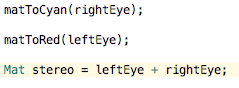 matToCyan(rightEye);
matToRed(leftEye);
Mat stereo = leftEye + rightEye;